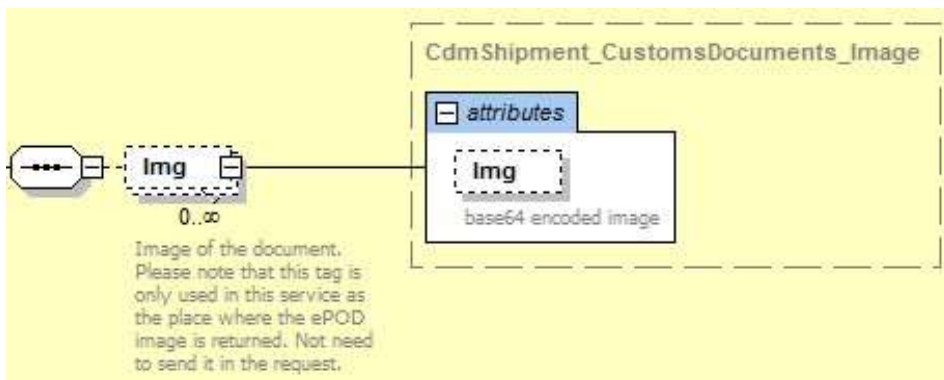 CdmShipment_CustomsDocuments_Image
attributes
Img
Img
0..∞
base64 encoded image
Image of the document.
Please note that this tag is
only used in this service as
the place where the ePOD
image is returned. Not need
to send it in the request.